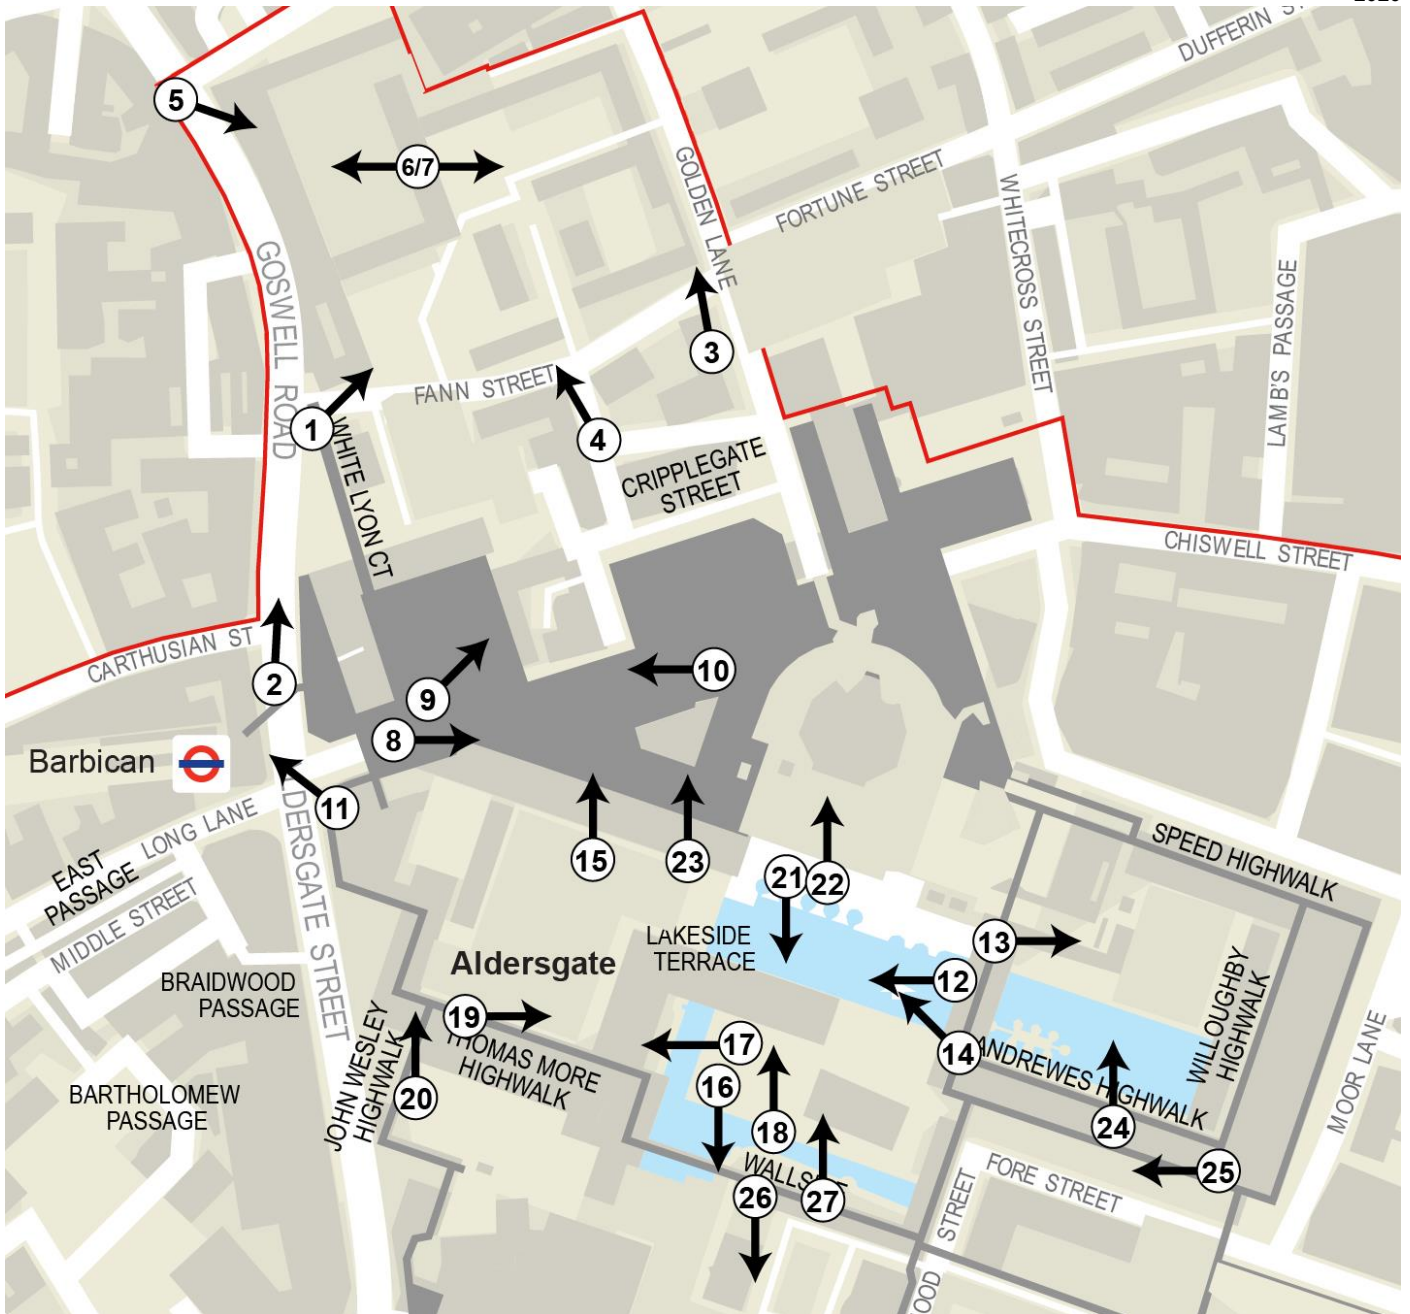 DUFFERIN
5
6/7
GOLDEN LANE
FORTUNE STREET
WHITECROSS STREET
GOSWELL ROAD
LAMB'S PASSAGE
3
FANN STREET
1
4
WHITE LYON CT
CRIPPLEGATE
STREET
CHISWELL STREET
CARTHUSIAN ST
2
9
10
8
Barbican
11
LONG LANE
EAST
PASSAGE
MIDDLE STREET
DERSGATE STREET
15
23
21
22
SPEED HIGHWALK
LAKESIDE
TERRACE
13
12
Aldersgate
BRAIDWOOD
PASSAGE
19
THOMAS MORE
HIGHWALK
17
16
14
ANDREWES HIGHWALK
WILLOUGHBY
HIGHWALK
MOOR LANE
JOHN WESLEY
HIGHWALK
20
BARTHOLOMEW
PASSAGE
18
24
WALLS
26
27
25
FORE STREET
OOD STREET